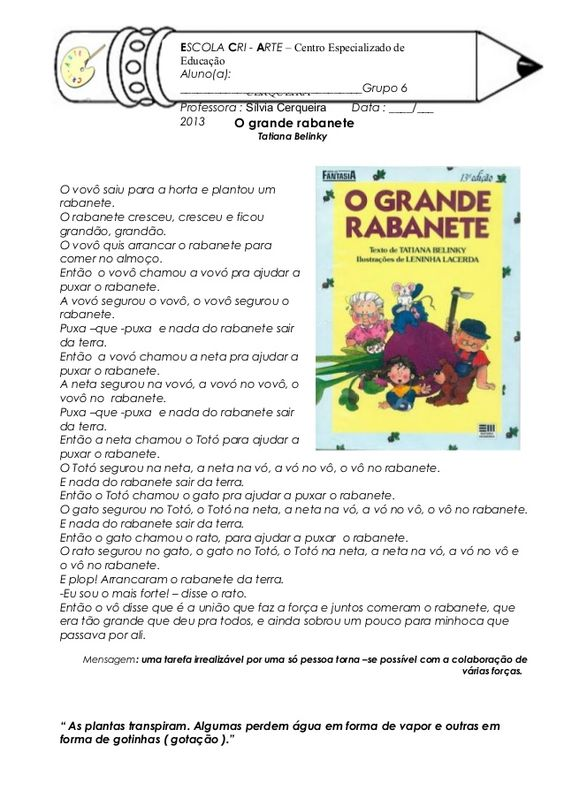 ESCOLA CRI - ARTE – Centro Especializado de
Educação
Aluno(a):
____________________________Grupo 6
Professora : Sílvia Cerqueira Data : ____/___
2013
O grande rabanete
Tatiana Belinky
O vovô saiu para a horta e plantou um
rabanete.
O rabanete cresceu, cresceu e ficou
grandão, grandão.
O vovô quis arrancar o rabanete para
comer no almoço.
Então o vovô chamou a vovó pra ajudar a
puxar o rabanete.
A vovó segurou o vovô, o vovô segurou o
rabanete.
Puxa –que -puxa e nada do rabanete sair
da terra.
Então a vovó chamou a neta pra ajudar a
puxar o rabanete.
A neta segurou na vovó, a vovó no vovô, o
vovô no rabanete.
Puxa –que -puxa e nada do rabanete sair
da terra.
Então a neta chamou o Totó para ajudar a
puxar o rabanete.
O Totó segurou na neta, a neta na vó, a vó no vô, o vô no rabanete.
E nada do rabanete sair da terra.
Então o Totó chamou o gato pra ajudar a puxar o rabanete.
O gato segurou no Totó, o Totó na neta, a neta na vó, a vó no vô, o vô no rabanete.
E nada do rabanete sair da terra.
Então o gato chamou o rato, para ajudar a puxar o rabanete.
O rato segurou no gato, o gato no Totó, o Totó na neta, a neta na vó, a vó no vô e
o vô no rabanete.
E plop! Arrancaram o rabanete da terra.
-Eu sou o mais forte! – disse o rato.
Então o vô disse que é a união que faz a força e juntos comeram o rabanete, que
era tão grande que deu pra todos, e ainda sobrou um pouco para minhoca que
passava por ali.
FANTASIA
13ª edição
O GRANDE
RABANETE
Texto de TATIANA BELINKY
Ilustrações de LENINHA LACERDA
Mensagem: uma tarefa irrealizável por uma só pessoa torna –se possível com a colaboração de
várias forças.
“ As plantas transpiram. Algumas perdem água em forma de vapor e outras em
forma de gotinhas ( gotação ).”